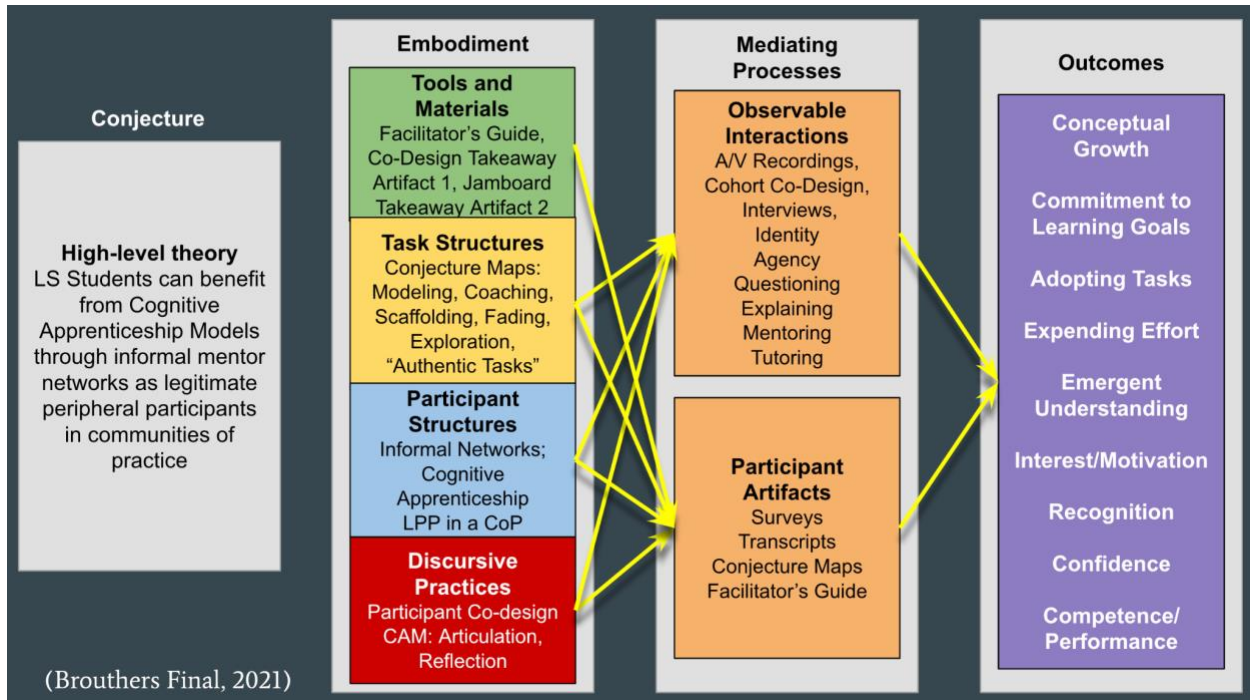 Conjecture
High-level theory
LS Students can benefit
from Cognitive
Apprenticeship Models
through informal mentor
networks as legitimate
peripheral participants
in communities of
practice
(Brouthers Final, 2021)
Embodiment
Tools and
Materials
Facilitator’s Guide,
Co-Design Takeaway
Artifact 1, Jamboard
Takeaway Artifact 2
Task Structures
Conjecture Maps:
Modeling, Coaching,
Scaffolding, Fading,
Exploration,
“Authentic Tasks”
Participant
Structures
Informal Networks;
Cognitive
Apprenticeship
LPP in a CoP
Discursive
Practices
Participant Co-design
CAM: Articulation,
Reflection
Mediating
Processes
Observable
Interactions
A/V Recordings,
Cohort Co-Design,
Interviews,
Identity
Agency
Questioning
Explaining
Mentoring
Tutoring
Participant
Artifacts
Surveys
Transcripts
Conjecture Maps
Facilitator’s Guide
Outcomes
Conceptual
Growth
Commitment to
Learning Goals
Adopting Tasks
Expending Effort
Emergent
Understanding
Interest/Motivation
Recognition
Confidence
Competence/
Performance